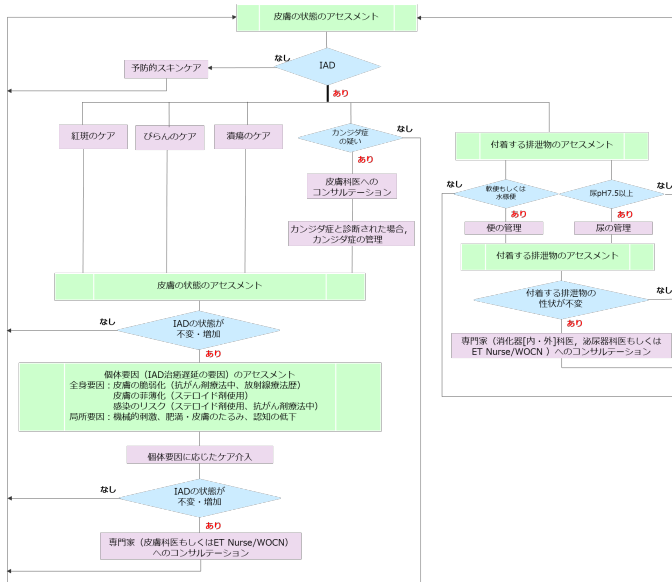 皮膚の状態のアセスメント
なし
IAD
予防的スキンケア
あり
紅斑のケア
びらんのケア
潰瘍のケア
カンジダ症
の疑い
なし
あり
皮膚科医への
コンサルテーション
カンジダ症と診断された場合,
カンジダ症の管理
付着する排泄物のアセスメント
なし
軟便もしくは
水様便
尿pH7.5以上
なし
あり
あり
便の管理
尿の管理
付着する排泄物のアセスメント
付着する排泄物の
性状が不変
なし
あり
専門家（消化器[内・外]科医，泌尿器科医もしくは
ET Nurse/WOCN ）へのコンサルテーション
皮膚の状態のアセスメント
なし
IADの状態が
不変・増加
あり
個体要因（IAD治癒遅延の要因）のアセスメント
全身要因：皮膚の脆弱化（抗がん剤療法中、放射線療法歴）
皮膚の菲薄化（ステロイド剤使用）
感染のリスク（ステロイド剤使用、抗がん剤療法中）
局所要因：機械的刺激、肥満・皮膚のたるみ、認知の低下
個体要因に応じたケア介入
なし
IADの状態が
不変・増加
あり
専門家（皮膚科医もしくはET Nurse/WOCN）
へのコンサルテーション